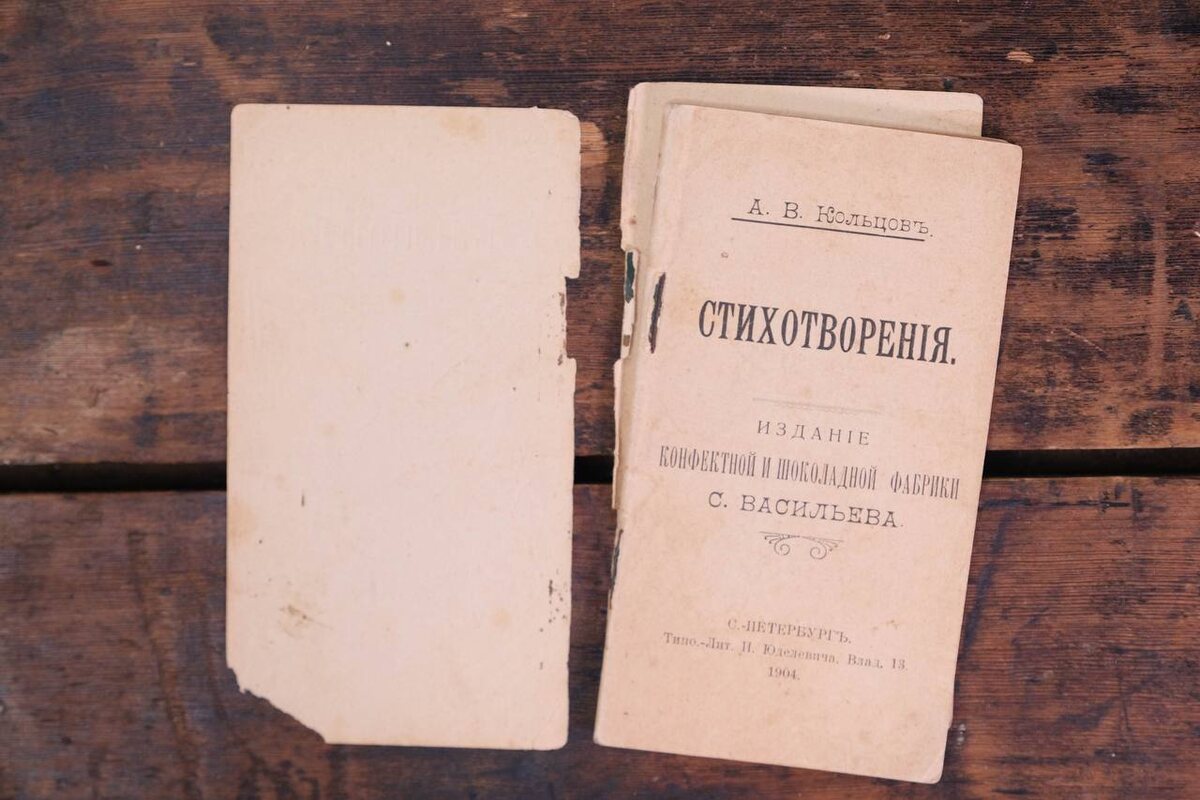 А. В. Кольцовъ.
СТИХОТВОРЕНІЯ.
ИЗДАНІЕ
КОНФЕКТНОЙ И ШОКОЛАДНОЙ ФАБРИКИ
С. ВАСИЛЬЕВА.
С.-ПЕТЕРБУРГЪ.
Типо.-Лит. И. Юделевича. Влад. 13.
1904.